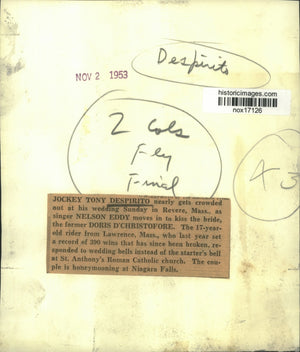 Despirito
historicimages.com
nox17126
NOV 2 1953
2 Cols
Fly
Final
43
JOCKEY TONY DESPIRITO nearly gets crowded
out at his wedding Sunday in Revere, Mass., as
singer NELSON EDDY moves in to kiss the bride,
the former DORIS D'CHRISTOFORE. The 17-year-
old rider from Lawrence, Mass., who last year set
a record of 390 wins that has since been broken, re-
sponded to wedding bells instead of the starter's bell
at St. Anthony's Roman Catholic church. The cou-
ple is honeymooning at Niagara Falls.